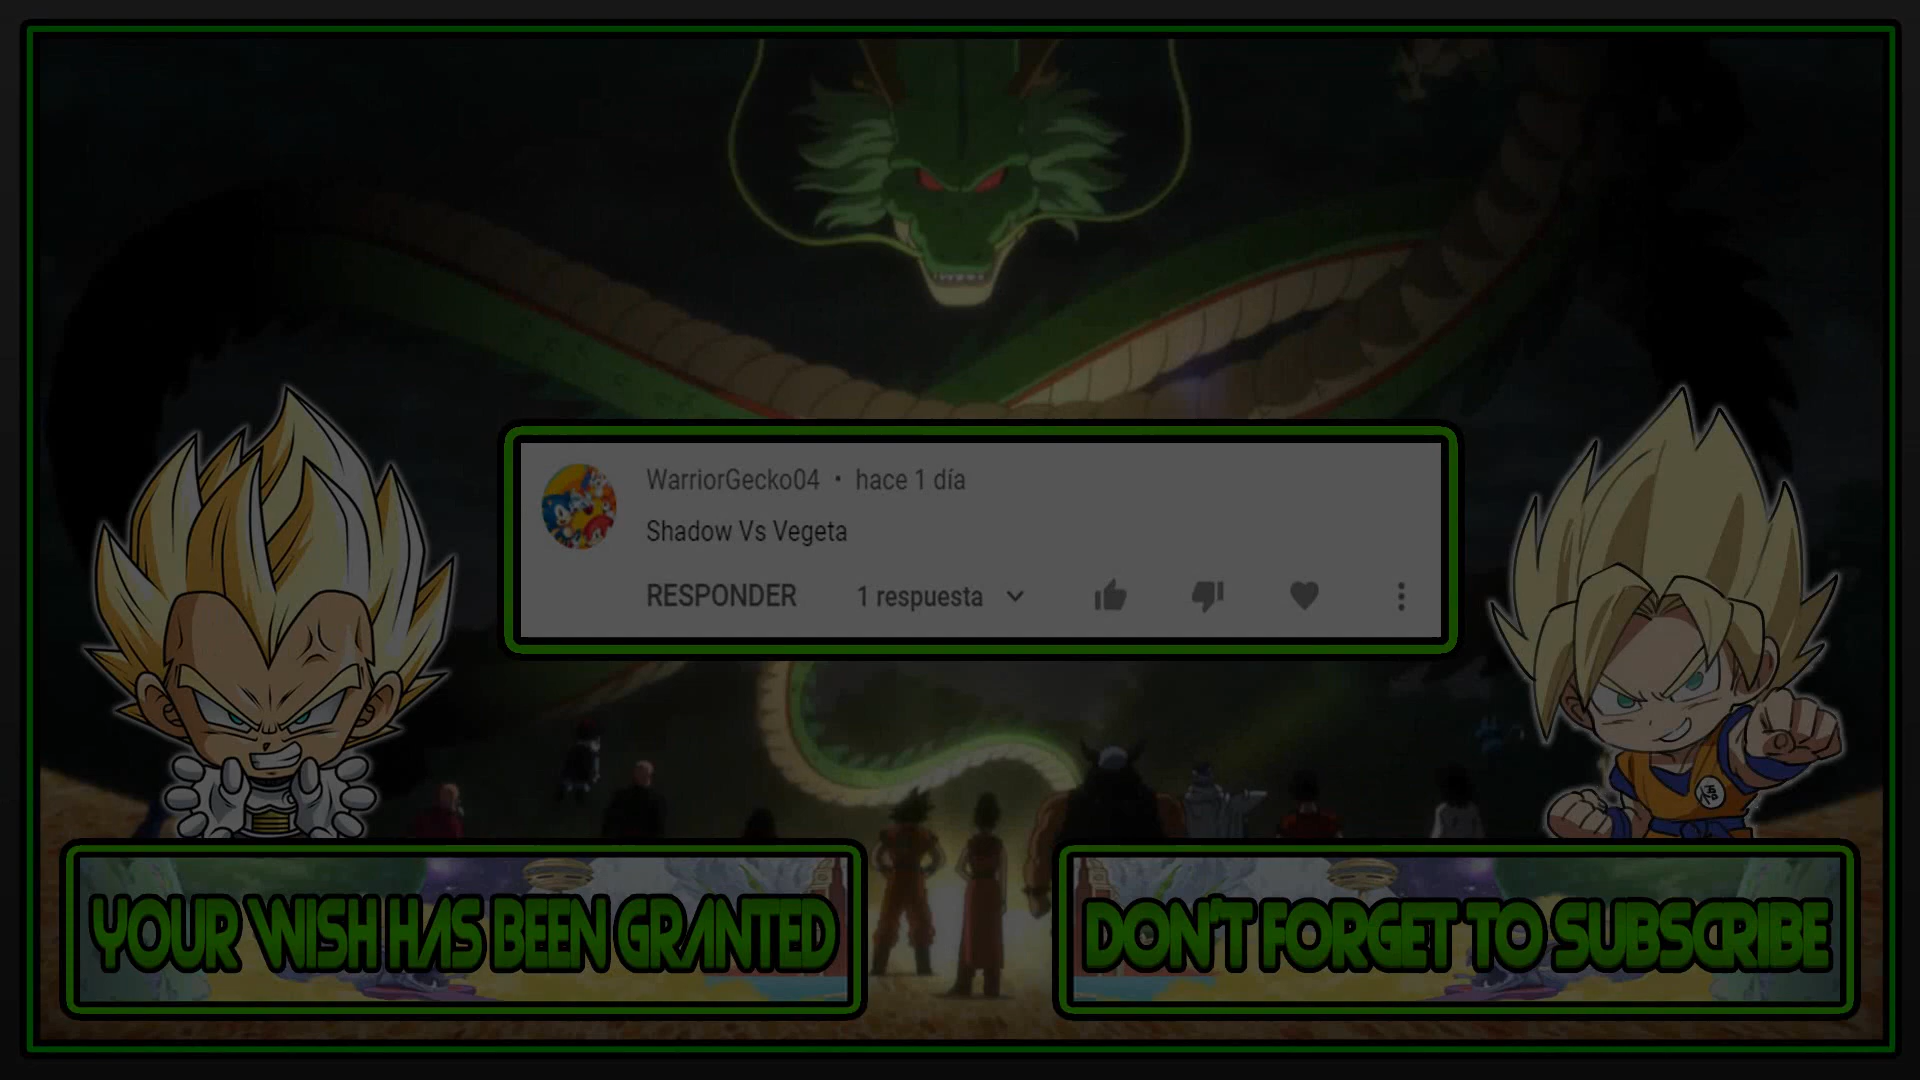 WarriorGecko04 · hace 1 día
Shadow Vs Vegeta
RESPONDER 1 respuesta
YOUR WISH HAS BEEN GRANTED
DON'T FORGET TO SUBSCRIBE